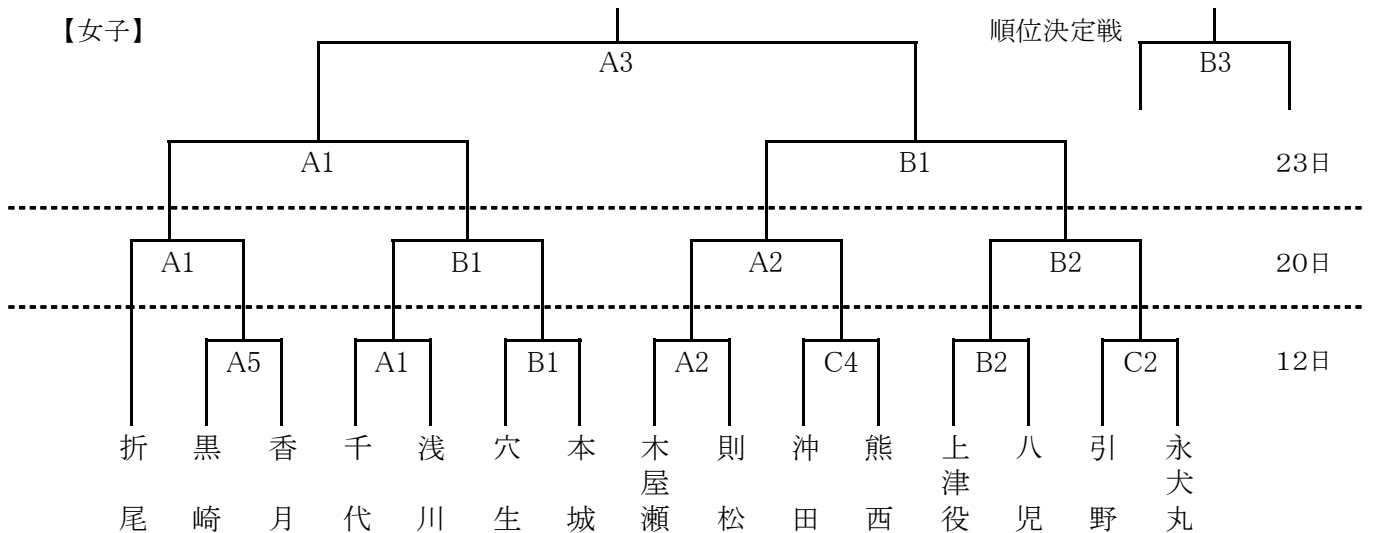 【女子】
順位決定戦
A3
B3
A1
B1
23日
A1
B1
A2
B2
20日
A5
A1
B1
A2
C4
B2
C2
12日
折尾
黒崎
香月
千代
浅川
穴生
本城
木屋瀬
則松
沖田
熊西
上津役
八児
引野
永犬丸